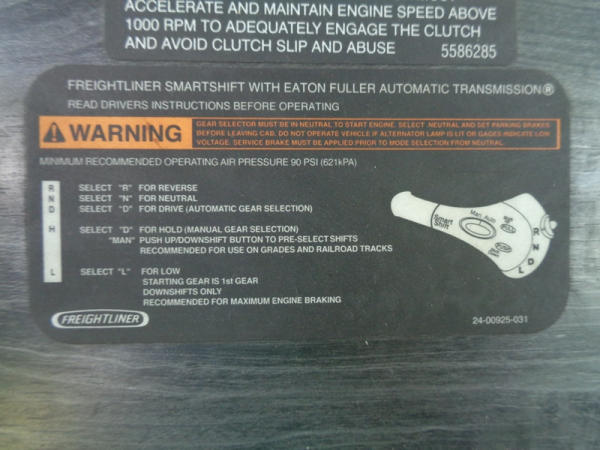 ACCELERATE AND MAINTAIN ENGINE SPEED ABOVE
1000 RPM TO ADEQUATELY ENGAGE THE CLUTCH
AND AVOID CLUTCH SLIP AND ABUSE 5586285
FREIGHTLINER SMARTSHIFT WITH EATON FULLER AUTOMATIC TRANSMISSION®
READ DRIVERS INSTRUCTIONS BEFORE OPERATING
WARNING
GEAR SELECTOR MUST BE IN NEUTRAL TO START ENGINE. SELECT NEUTRAL AND SET PARKING BRAKES
BEFORE LEAVING CAB. DO NOT OPERATE VEHICLE IF ALTERNATOR LAMP IS LIT OR GAGES INDICATE LOW
VOLTAGE. SERVICE BRAKE MUST BE APPLIED PRIOR TO MODE SELECTION FROM NEUTRAL.
MINIMUM RECOMMENDED OPERATING AIR PRESSURE 90 PSI (621kPA)
R SELECT "R" FOR REVERSE
N SELECT "N" FOR NEUTRAL
D SELECT "D" FOR DRIVE (AUTOMATIC GEAR SELECTION)
H SELECT "D" FOR HOLD (MANUAL GEAR SELECTION)
"MAN" PUSH UP/DOWNSHIFT BUTTON TO PRE-SELECT SHIFTS
RECOMMENDED FOR USE ON GRADES AND RAILROAD TRACKS
L SELECT "L" FOR LOW
STARTING GEAR IS 1st GEAR
DOWNSHIFTS ONLY
RECOMMENDED FOR MAXIMUM ENGINE BRAKING
Smart
Shift
Man Auto
R
N
D
L
FREIGHTLINER
24-00925-031